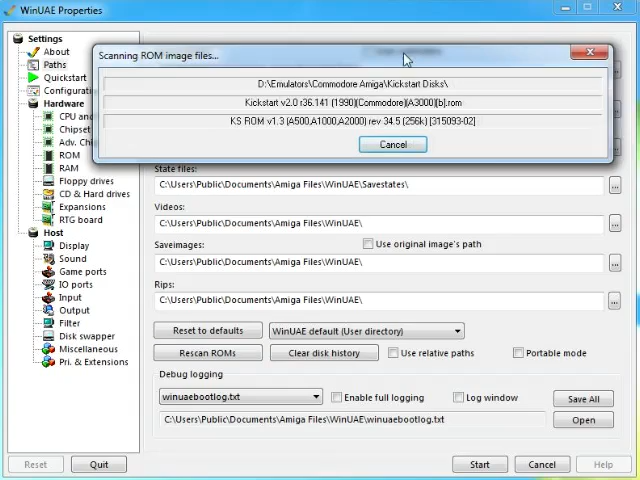 WinUAE Properties
Settings
About
Paths
Quickstart
Configurati
Hardware
CPU and
Chipset
Adv. Chi
ROM
RAM
Floppy drives
CD & Hard drives
Expansions
RTG board
Host
Display
Sound
Game ports
IO ports
Input
Output
Filter
Disk swapper
Miscellaneous
Pri. & Extensions
Scanning ROM image files...
D:\Emulators\Commodore Amiga\Kickstart Disks\
Kickstart v2.0 r36.141 (1990)(Commodore)(A3000)[b].rom
KS ROM v1.3 (A500,A1000,A2000) rev 34.5 (256k) [315093-02]
Cancel
State files:
C:\Users\Public\Documents\Amiga Files\WinUAE\Savestates\
...
Videos:
C:\Users\Public\Documents\Amiga Files\WinUAE\
...
Saveimages:
Use original image's path
C:\Users\Public\Documents\Amiga Files\WinUAE\
...
Rips:
C:\Users\Public\Documents\Amiga Files\WinUAE\
...
Reset to defaults
WinUAE default (User directory)
Rescan ROMs
Clear disk history
Use relative paths
Portable mode
Debug logging
winuaebootlog.txt
Enable full logging
Log window
Save All
C:\Users\Public\Documents\Amiga Files\WinUAE\winuaebootlog.txt
Open
Reset
Quit
Start
Cancel
Help